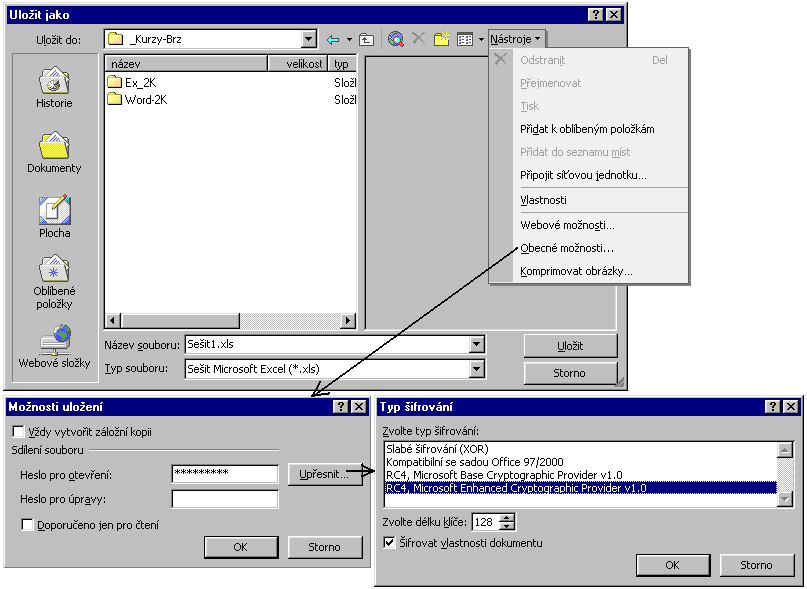 Uložit jako
Uložit do: _Kurzy-Brz Nástroje
Historie
Dokumenty
Plocha
Oblíbené
položky
Webové složky
název velikost typ
Ex_2K Složl
Word-2K Složl
Odstranit Del
Přejmenovat
Tisk
Přidat k oblíbeným položkám
Přidat do seznamu míst
Připojit síťovou jednotku...
Vlastnosti
Webové možnosti...
Obecné možnosti...
Komprimovat obrázky...
Název souboru: Sešit1.xls Uložit
Typ souboru: Sešit Microsoft Excel (*.xls) Storno
Možnosti uložení
Vždy vytvořit záložní kopii
Sdílení souboru
Heslo pro otevření: ********* Upřesnit...
Heslo pro úpravy:
Doporučeno jen pro čtení
OK Storno
Typ šifrování
Zvolte typ šifrování:
Slabé šifrování (XOR)
Kompatibilní se sadou Office 97/2000
RC4, Microsoft Base Cryptographic Provider v1.0
RC4, Microsoft Enhanced Cryptographic Provider v1.0
Zvolte délku klíče: 128
Šifrovat vlastnosti dokumentu
OK Storno